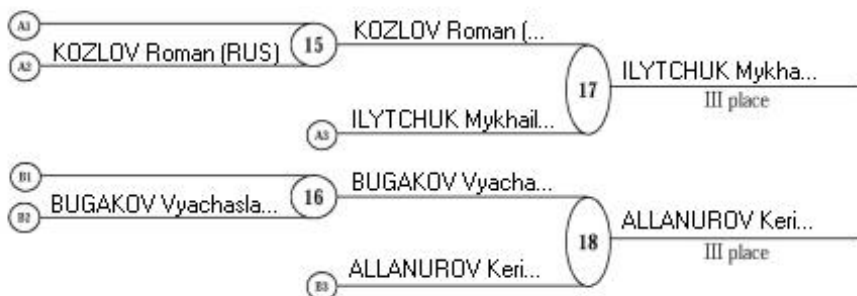 A1
KOZLOV Roman (...
15
A2
KOZLOV Roman (RUS)
ILYTCHUK Mykha...
17
III place
A3
ILYTCHUK Mykhail...
B1
16
BUGAKOV Vyacha...
B2
BUGAKOV Vyachasla...
ALLANUROV Keri...
18
III place
B3
ALLANUROV Keri...